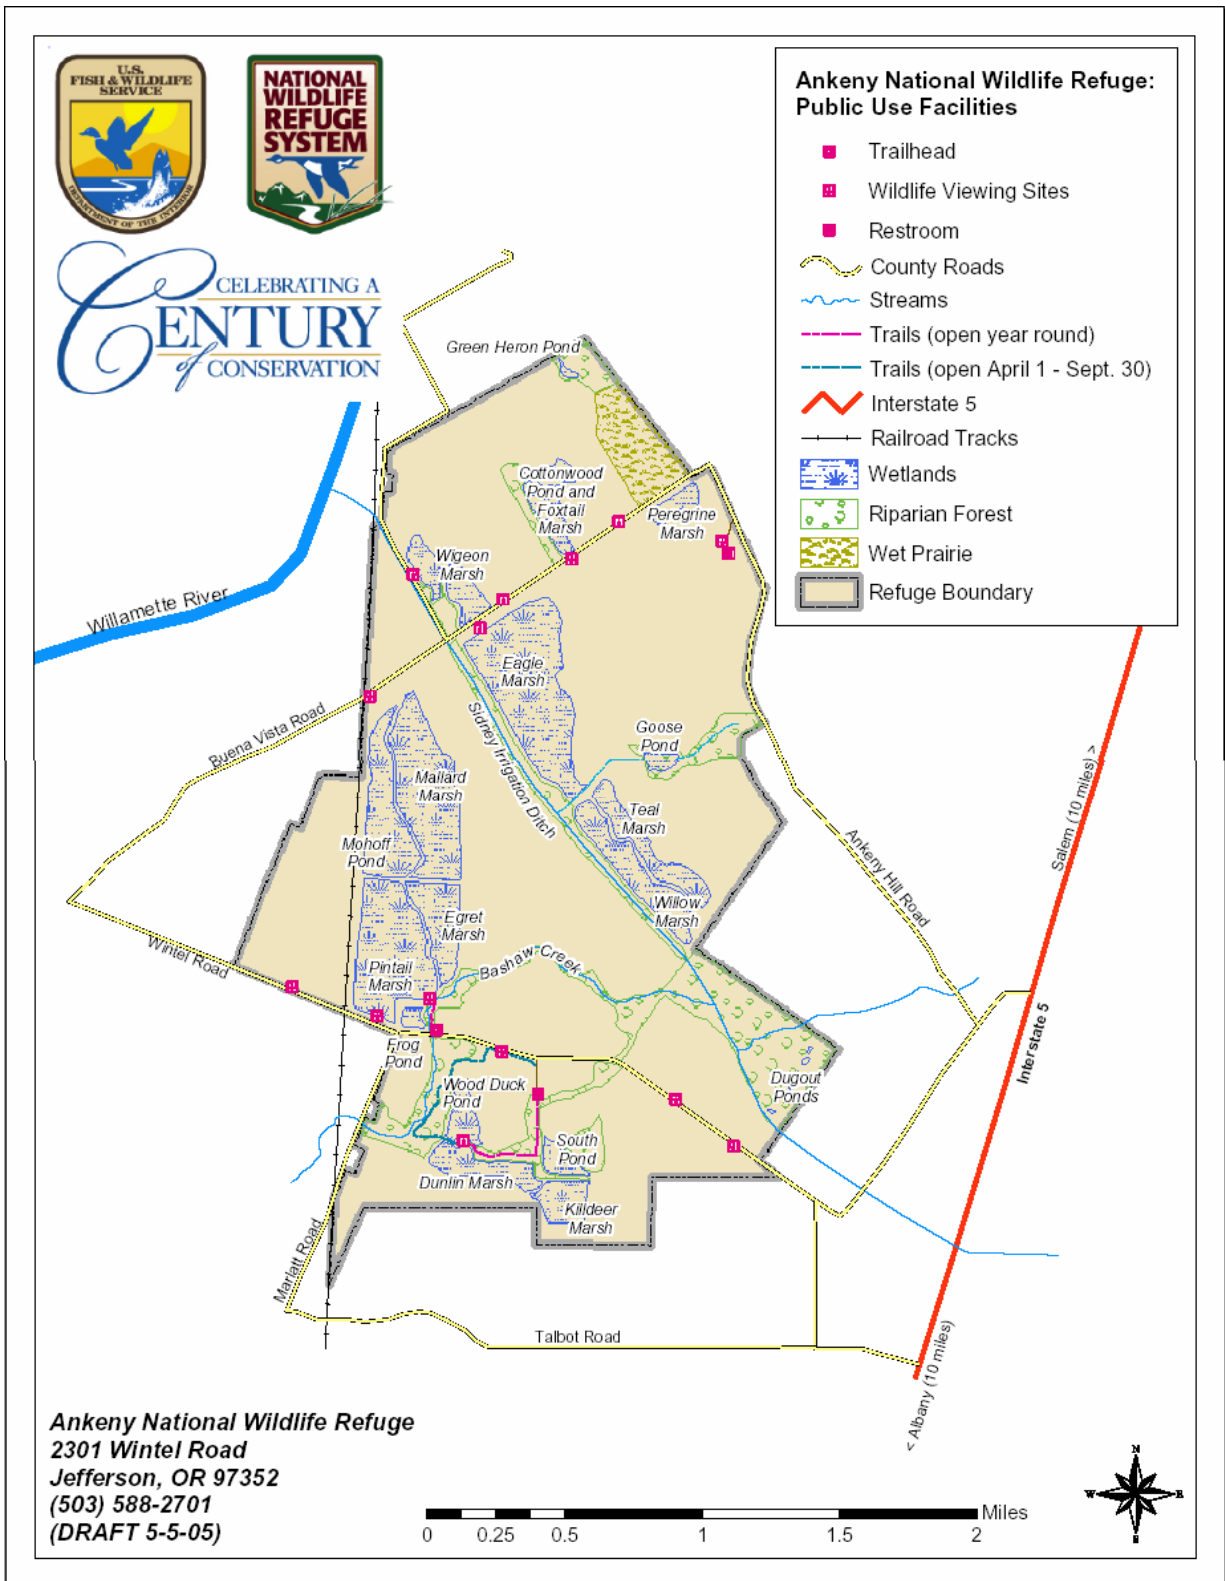 U.S.
FISH & WILDLIFE
SERVICE
DEPARTMENT OF THE INTERIOR
NATIONAL
WILDLIFE
REFUGE
SYSTEM
CELEBRATING A
CENTURY
of CONSERVATION
Ankeny National Wildlife Refuge:
Public Use Facilities
Trailhead
Wildlife Viewing Sites
Restroom
County Roads
Streams
Trails (open year round)
Trails (open April 1 - Sept. 30)
Interstate 5
Railroad Tracks
Wetlands
Riparian Forest
Wet Prairie
Refuge Boundary
Green Heron Pond
Cottonwood
Pond and
Foxtail
Marsh
Peregrine
Marsh
Wigeon
Marsh
Willamette River
Eagle
Marsh
Buena Vista Road
Sidney Irrigation Ditch
Goose
Pond
Mallard
Marsh
Teal
Marsh
Mohoff
Pond
Salem (10 miles) >
Ankeny Hill Road
Willow
Marsh
Egret
Marsh
Wintel Road
Bashaw Creek
Pintail
Marsh
Interstate 5
Frog
Pond
Wood Duck
Pond
Dugout
Ponds
South
Pond
Dunlin Marsh
Killdeer
Marsh
Marlatt Road
Talbot Road
< Albany (10 miles)
Ankeny National Wildlife Refuge
2301 Wintel Road
Jefferson, OR 97352
(503) 588-2701
(DRAFT 5-5-05)
N
W E
S
Miles
0 0.25 0.5 1 1.5 2